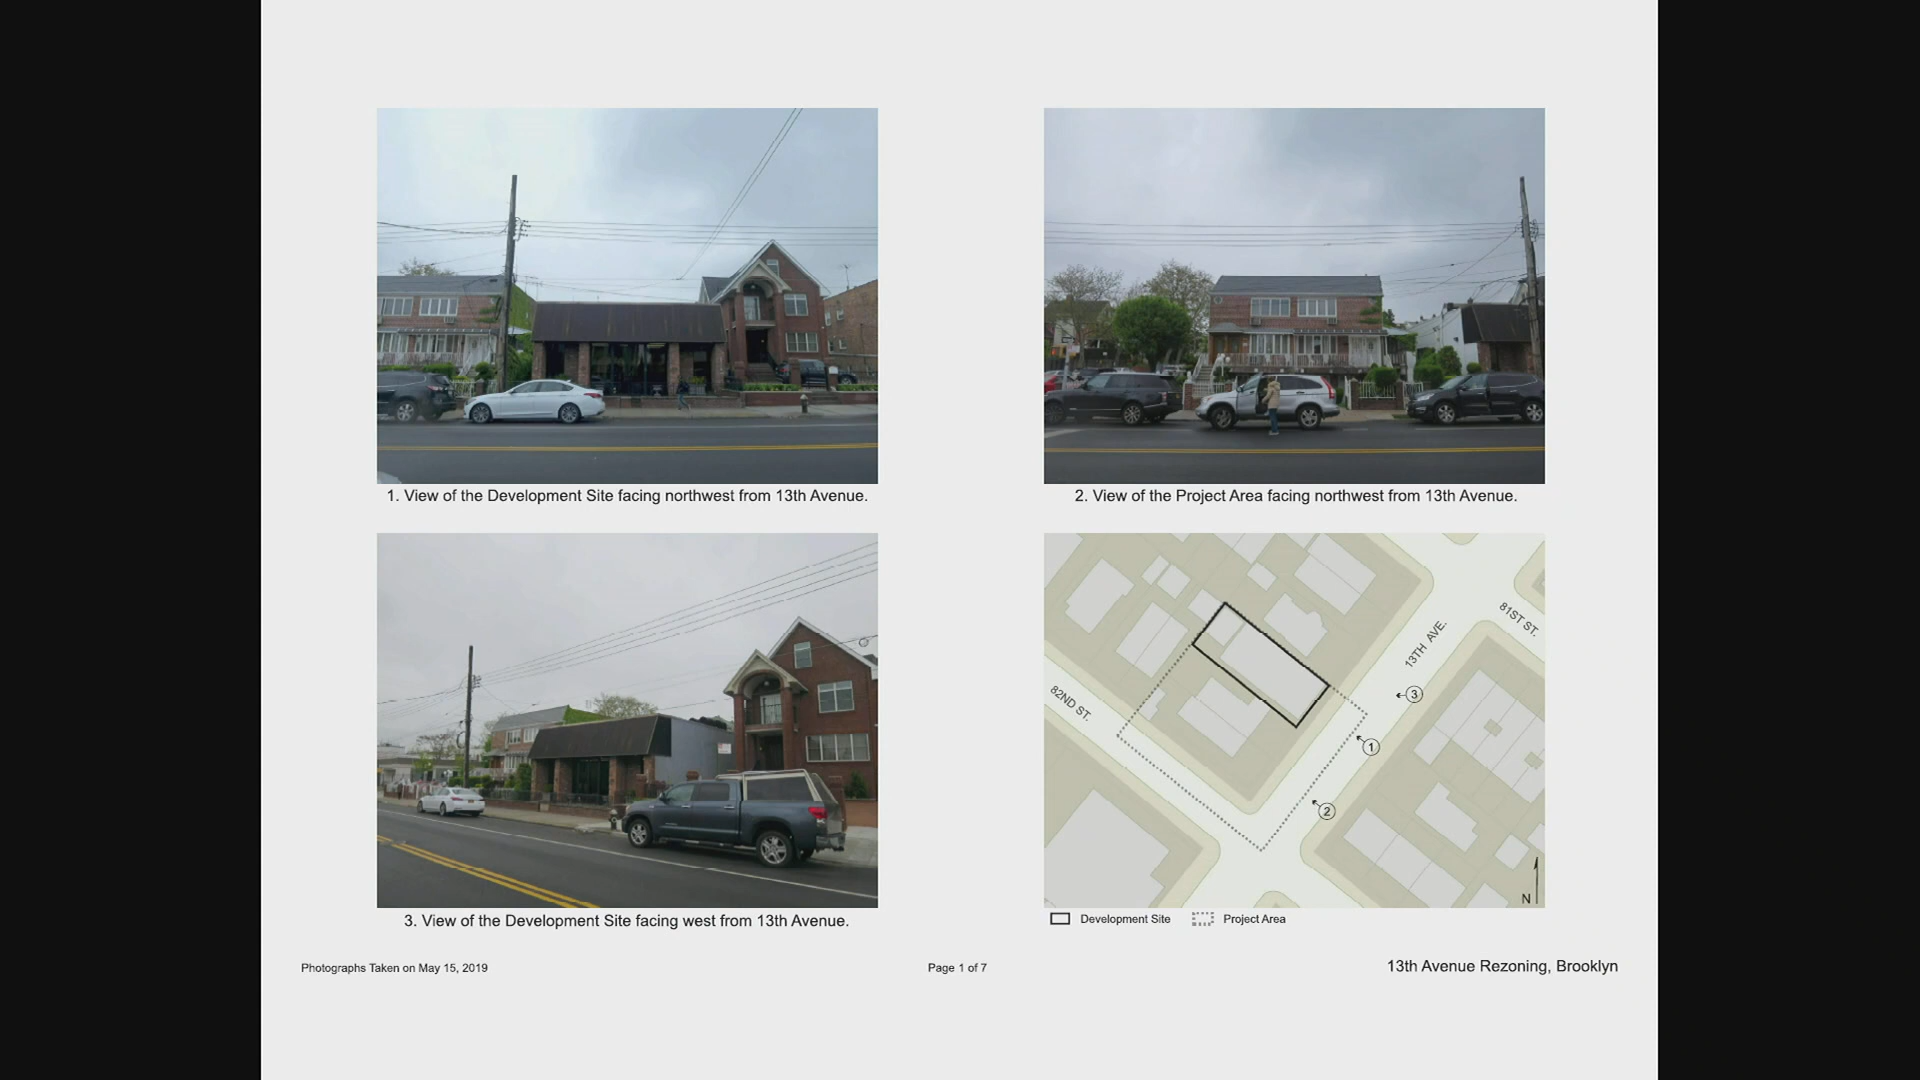 1. View of the Development Site facing northwest from 13th Avenue.
2. View of the Project Area facing northwest from 13th Avenue.
3. View of the Development Site facing west from 13th Avenue.
81ST ST.
13TH AVE.
82ND ST.
3
1
2
N
Development Site
Project Area
Photographs Taken on May 15, 2019
Page 1 of 7
13th Avenue Rezoning, Brooklyn